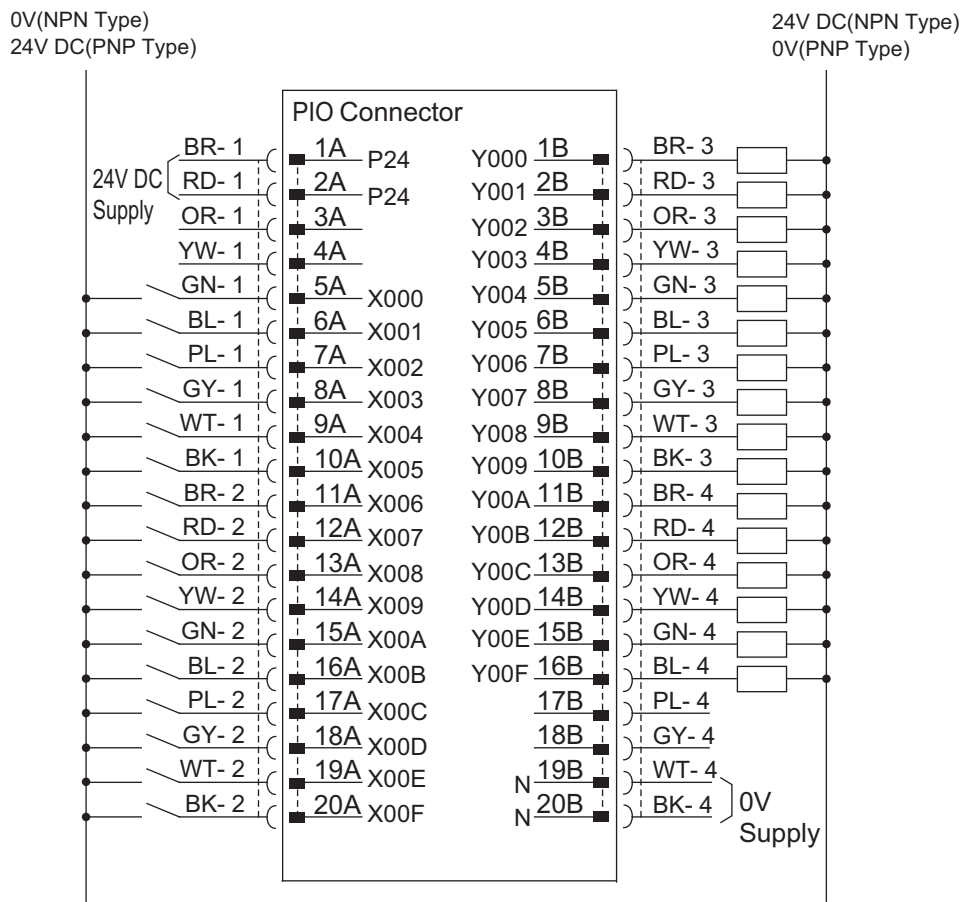 0V(NPN Type)
24V DC(PNP Type)
24V DC(NPN Type)
0V(PNP Type)
PIO Connector
24V DC
Supply
BR- 1 1A P24 Y000 1B BR- 3
RD- 1 2A P24 Y001 2B RD- 3
OR- 1 3A Y002 3B OR- 3
YW- 1 4A Y003 4B YW- 3
GN- 1 5A X000 Y004 5B GN- 3
BL- 1 6A X001 Y005 6B BL- 3
PL- 1 7A X002 Y006 7B PL- 3
GY- 1 8A X003 Y007 8B GY- 3
WT- 1 9A X004 Y008 9B WT- 3
BK- 1 10A X005 Y009 10B BK- 3
BR- 2 11A X006 Y00A 11B BR- 4
RD- 2 12A X007 Y00B 12B RD- 4
OR- 2 13A X008 Y00C 13B OR- 4
YW- 2 14A X009 Y00D 14B YW- 4
GN- 2 15A X00A Y00E 15B GN- 4
BL- 2 16A X00B Y00F 16B BL- 4
PL- 2 17A X00C 17B PL- 4
GY- 2 18A X00D 18B GY- 4
WT- 2 19A X00E N 19B WT- 4
BK- 2 20A X00F N 20B BK- 4
0V
Supply